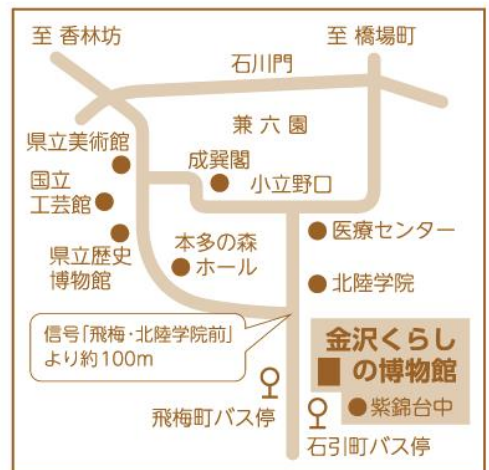 至 香林坊
至 橋場町
石川門
兼六園
県立美術館
成巽閣
国立
工芸館
小立野口
県立歴史
博物館
本多の森
ホール
医療センター
北陸学院
信号「飛梅・北陸学院前」
より約100m
金沢くらし
の博物館
紫錦台中
飛梅町バス停
石引町バス停